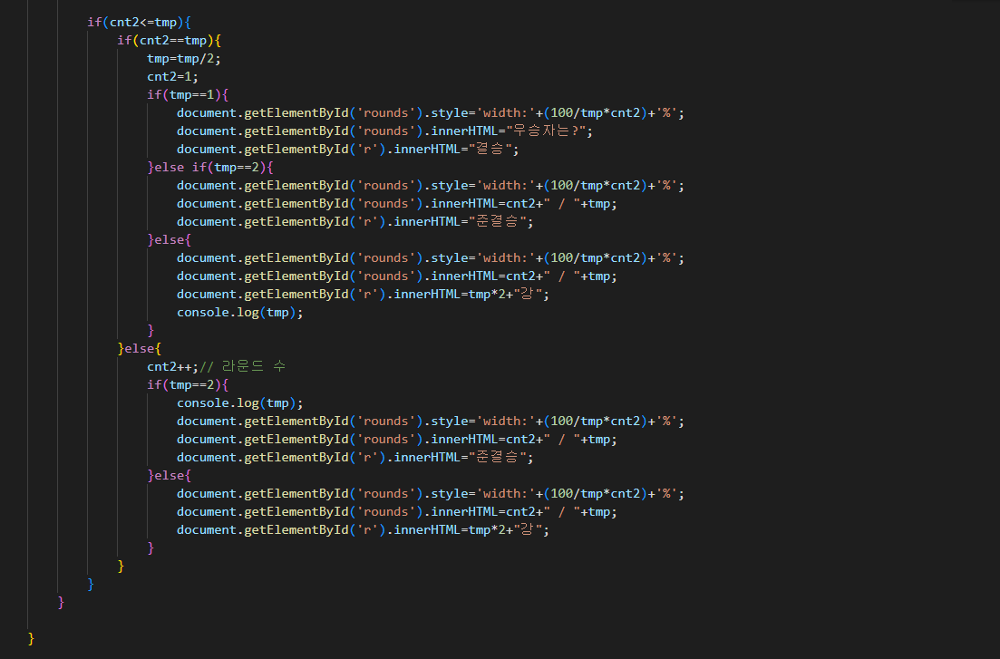 if(cnt2<=tmp){
if(cnt2==tmp){
tmp=tmp/2;
cnt2=1;
if(tmp==1){
document.getElementById('rounds').style='width:'+(100/tmp*cnt2)+'%';
document.getElementById('rounds').innerHTML="우승자는?";
document.getElementById('r').innerHTML="결승";
}else if(tmp==2){
document.getElementById('rounds').style='width:'+(100/tmp*cnt2)+'%';
document.getElementById('rounds').innerHTML=cnt2+" / "+tmp;
document.getElementById('r').innerHTML="준결승";
}else{
document.getElementById('rounds').style='width:'+(100/tmp*cnt2)+'%';
document.getElementById('rounds').innerHTML=cnt2+" / "+tmp;
document.getElementById('r').innerHTML=tmp*2+"강";
console.log(tmp);
}
}else{
cnt2++;// 라운드 수
if(tmp==2){
console.log(tmp);
document.getElementById('rounds').style='width:'+(100/tmp*cnt2)+'%';
document.getElementById('rounds').innerHTML=cnt2+" / "+tmp;
document.getElementById('r').innerHTML="준결승";
}else{
document.getElementById('rounds').style='width:'+(100/tmp*cnt2)+'%';
document.getElementById('rounds').innerHTML=cnt2+" / "+tmp;
document.getElementById('r').innerHTML=tmp*2+"강";
}
}
}
}
}